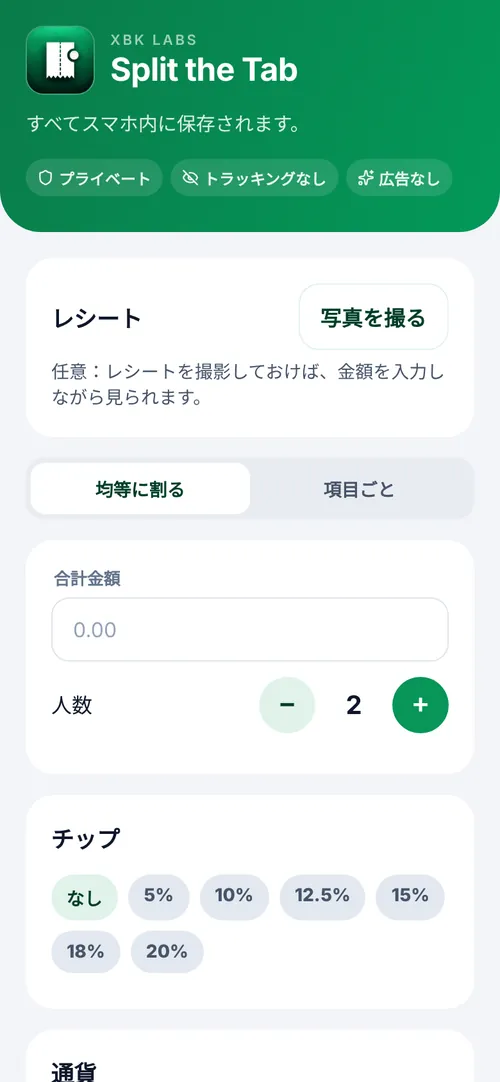 XBK LABS
Split the Tab
すべてスマホ内に保存されます。
プライベート
トラッキングなし
広告なし
レシート
写真を撮る
任意：レシートを撮影しておけば、金額を入力し
ながら見られます。
均等に割る
項目ごと
合計金額
0.00
人数
−
2
+
チップ
なし
5%
10%
12.5%
15%
18%
20%
通貨